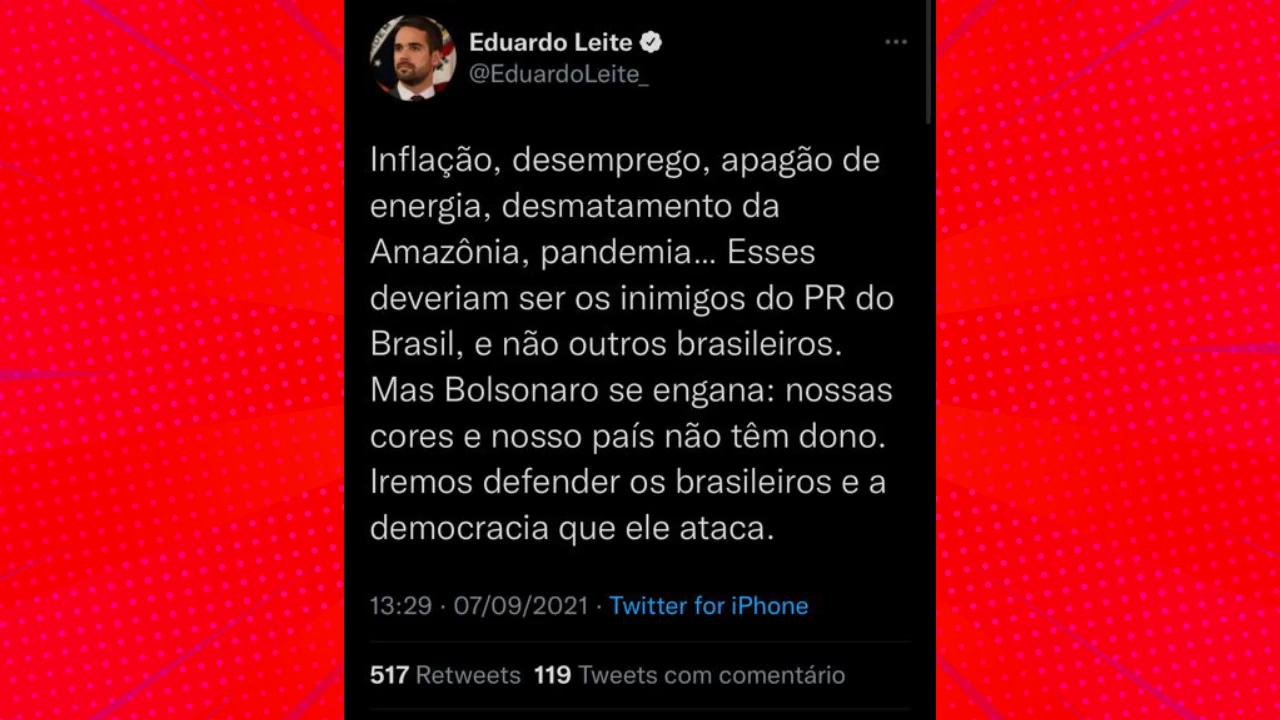 Eduardo Leite
@EduardoLeite_
Inflação, desemprego, apagão de
energia, desmatamento da
Amazônia, pandemia... Esses
deveriam ser os inimigos do PR do
Brasil, e não outros brasileiros.
Mas Bolsonaro se engana: nossas
cores e nosso país não têm dono.
Iremos defender os brasileiros e a
democracia que ele ataca.
13:29 · 07/09/2021 · Twitter for iPhone
517 Retweets 119 Tweets com comentário